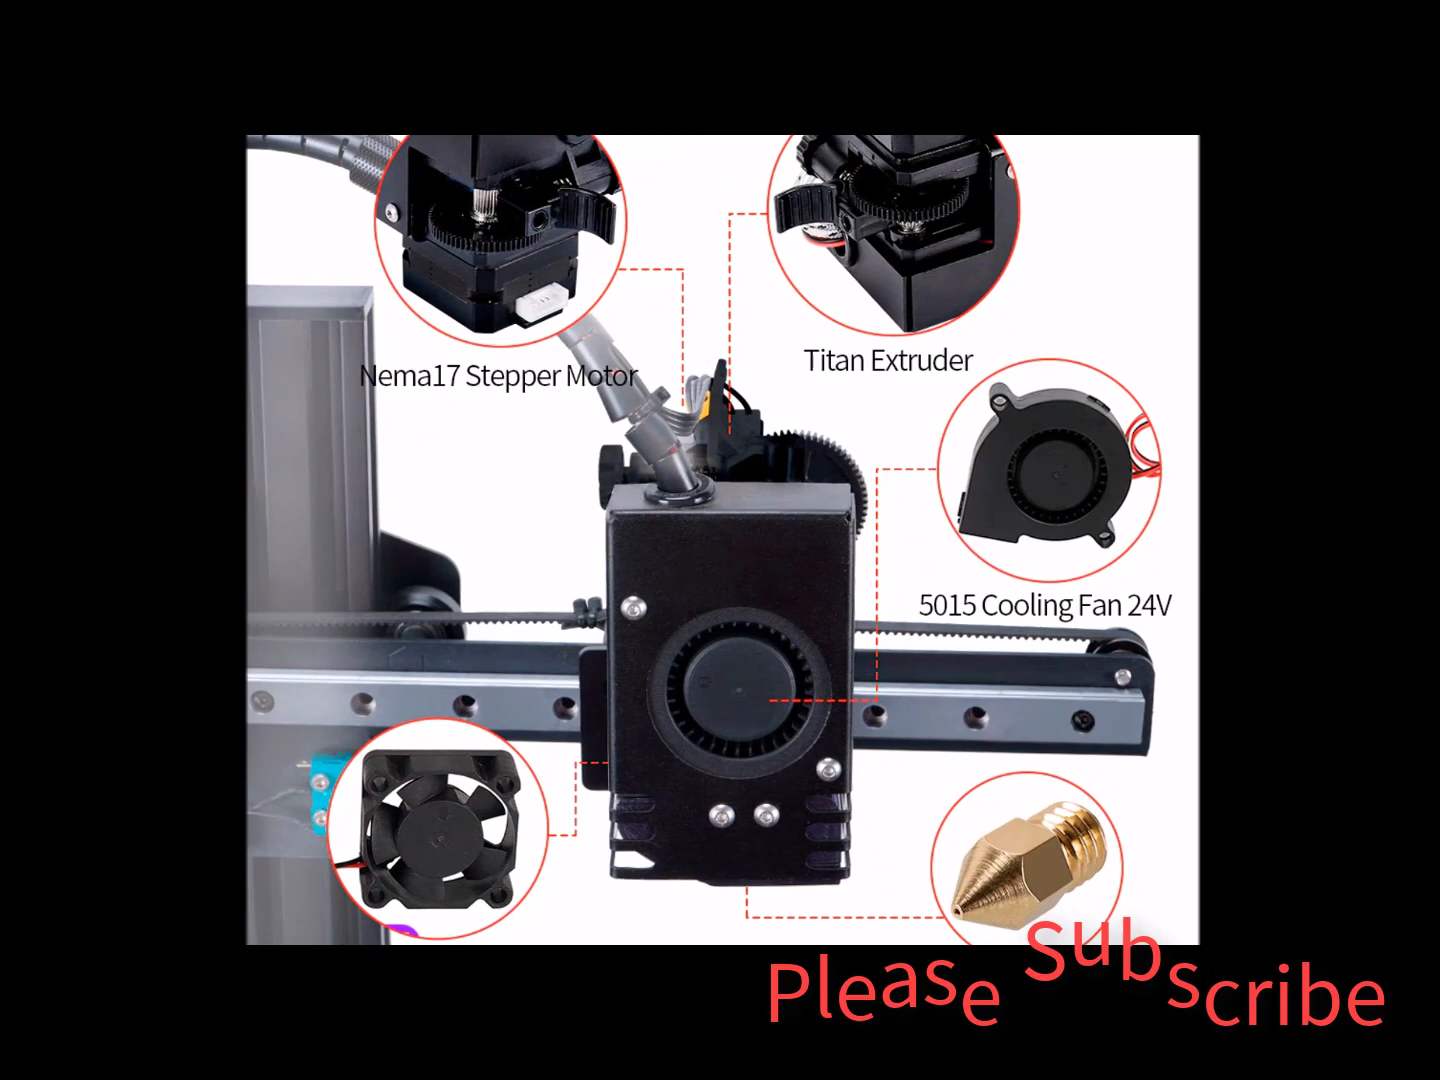 Titan Extruder
Nema17 Stepper Motor
5015 Cooling Fan 24V
Please Subscribe